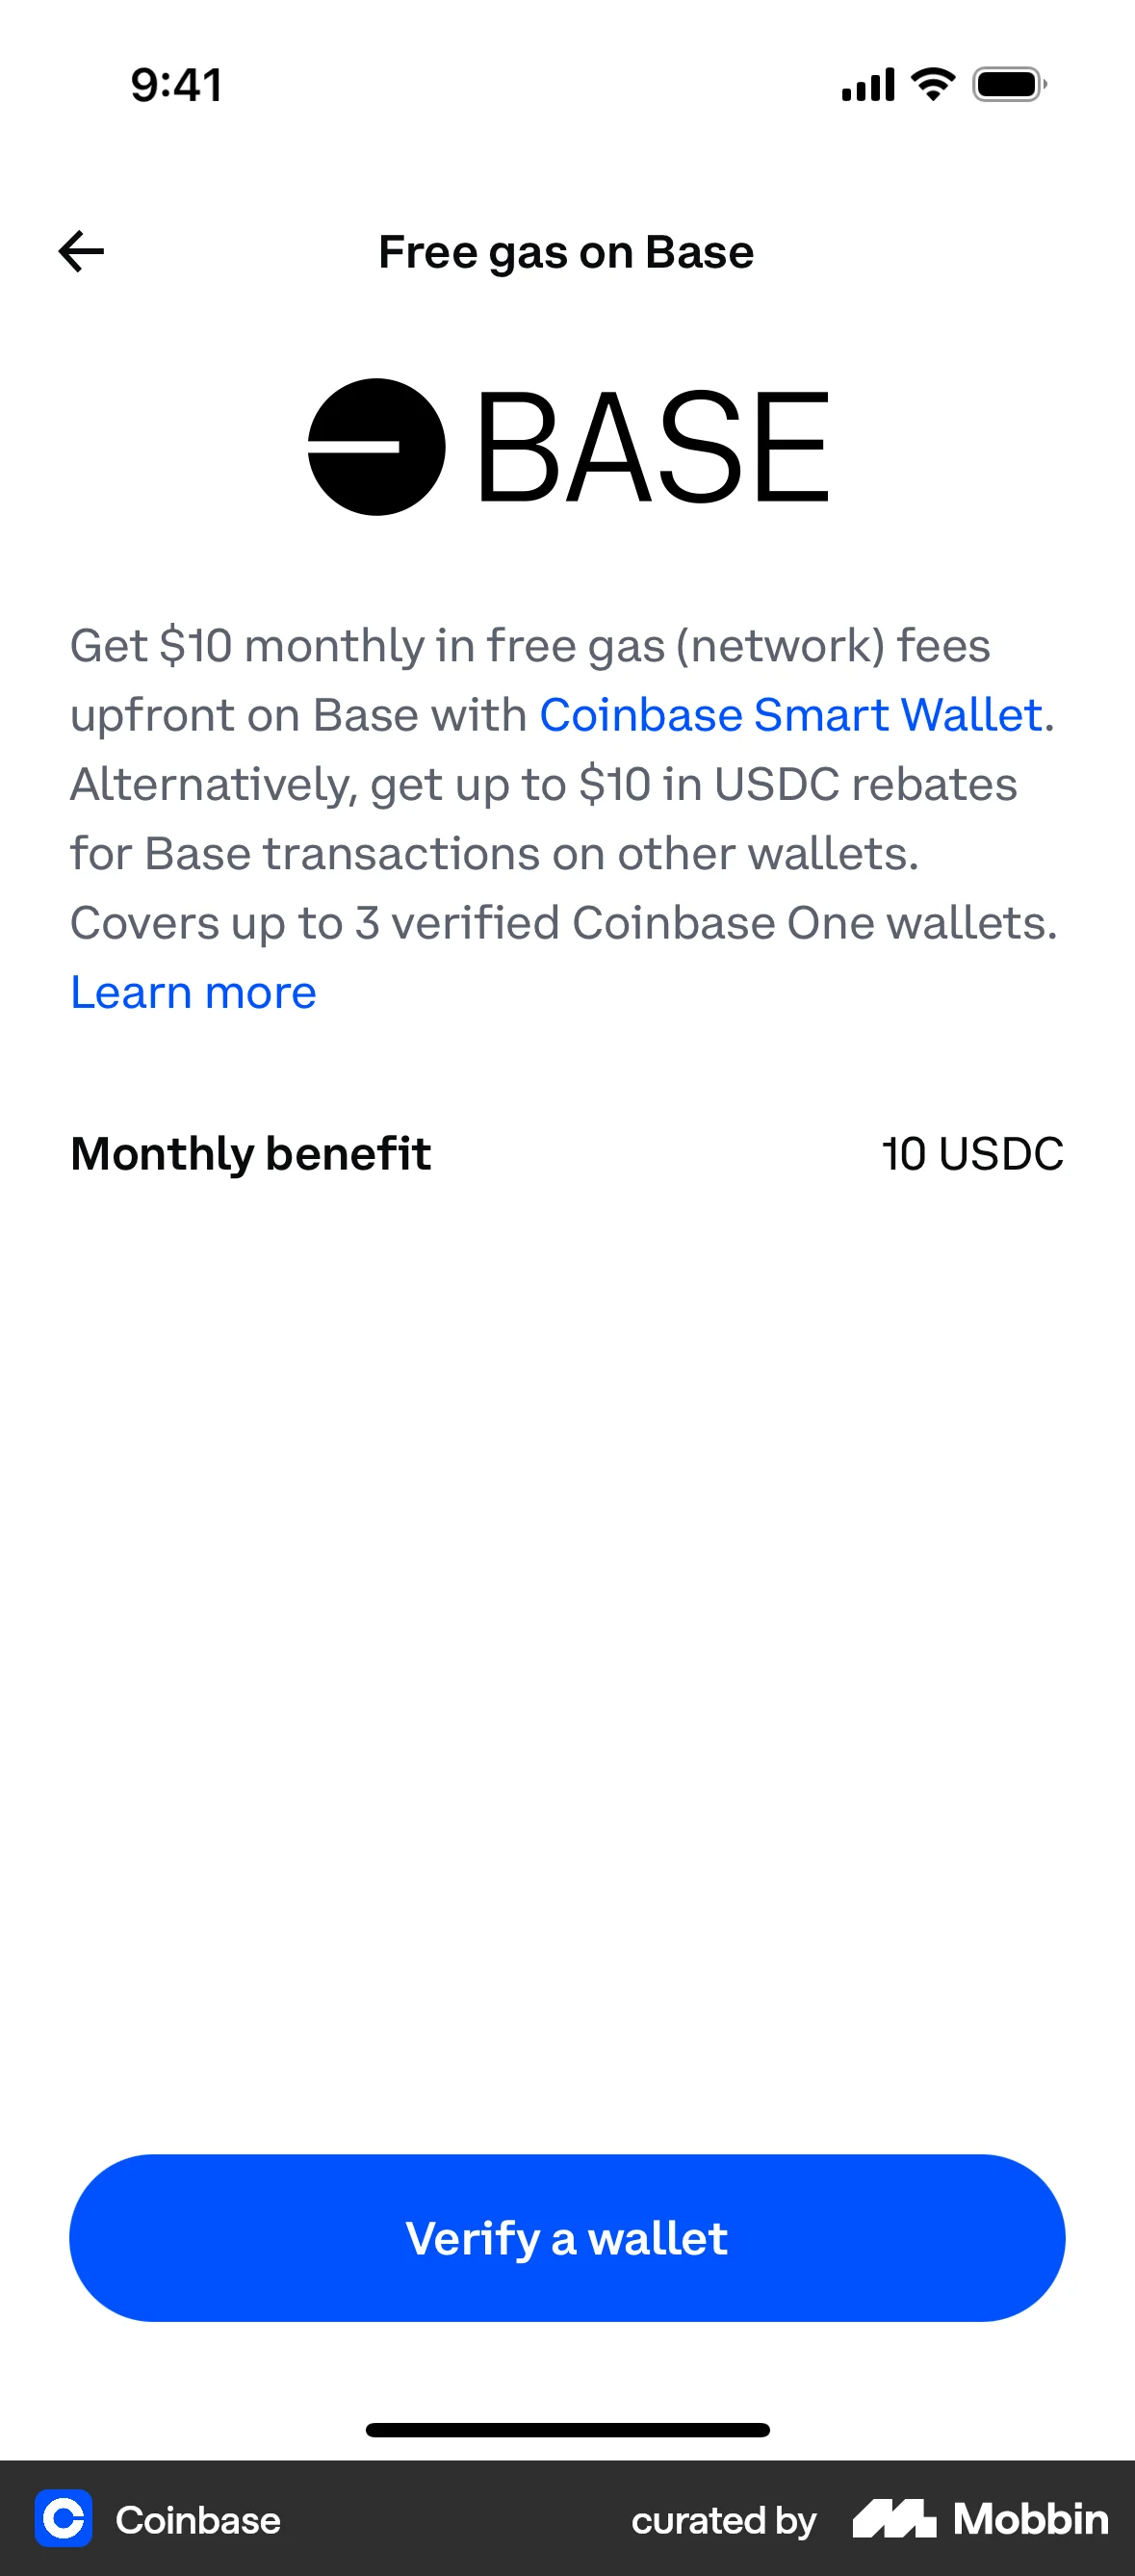 9:41
Free gas on Base
BASE
Get $10 monthly in free gas (network) fees
upfront on Base with Coinbase Smart Wallet.
Alternatively, get up to $10 in USDC rebates
for Base transactions on other wallets.
Covers up to 3 verified Coinbase One wallets.
Learn more
Monthly benefit 10 USDC
Verify a wallet
Coinbase curated by Mobbin